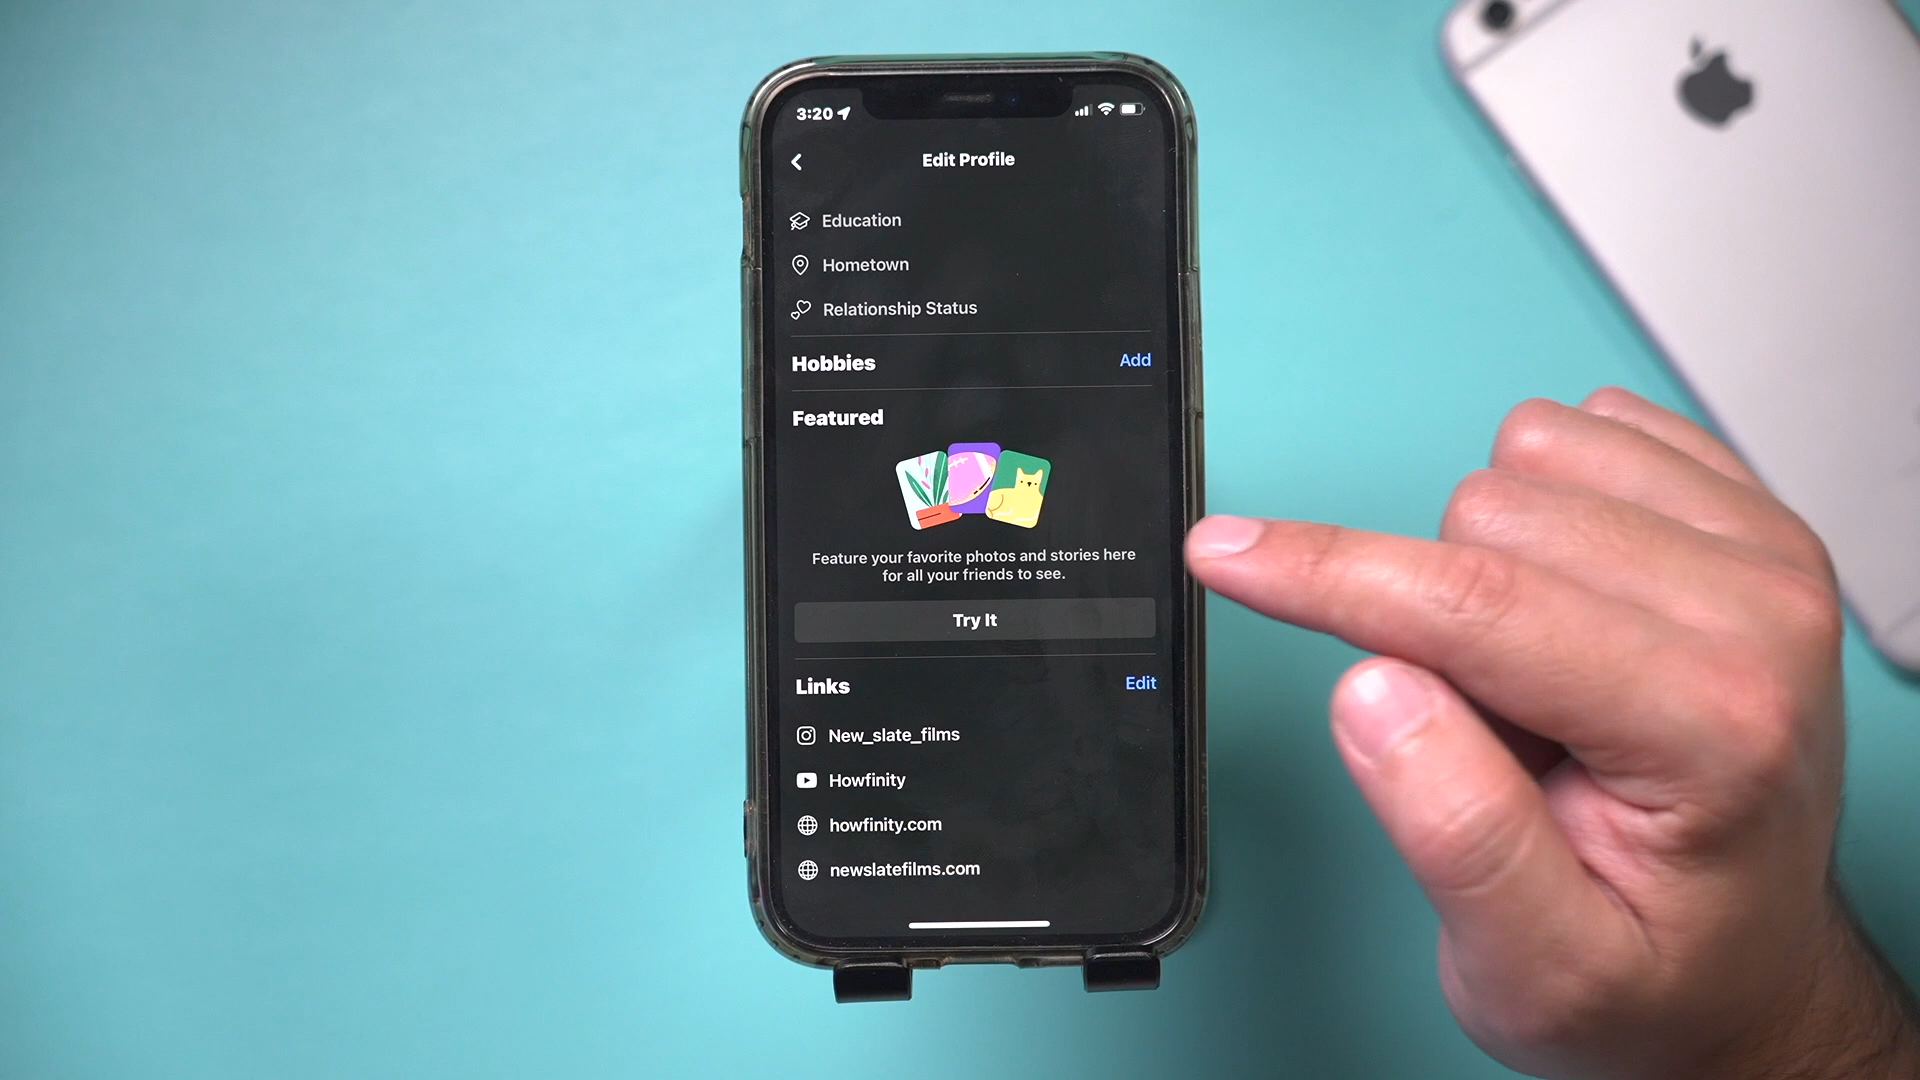 3:20
Edit Profile
Education
Hometown
Relationship Status
Hobbies
Add
Featured
Feature your favorite photos and stories here
for all your friends to see.
Try It
Links
Edit
New_slate_films
Howfinity
howfinity.com
newslatefilms.com